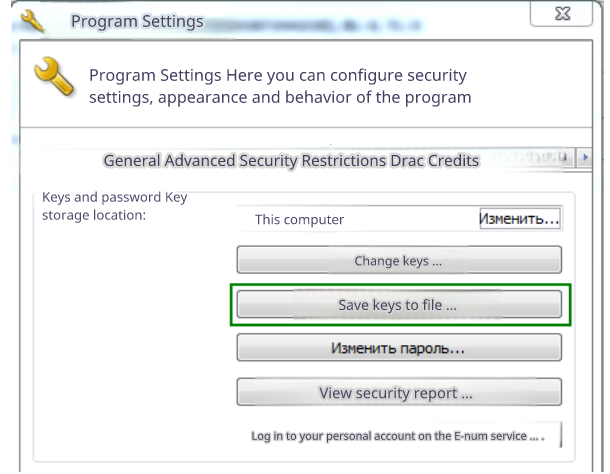 Program Settings
Program Settings Here you can configure security
settings, appearance and behavior of the program
General Advanced Security Restrictions Drac Credits
Keys and password Key
storage location:
This computer Изменить...
Change keys ...
Save keys to file ...
Изменить пароль...
View security report ...
Log in to your personal account on the E-num service ... .